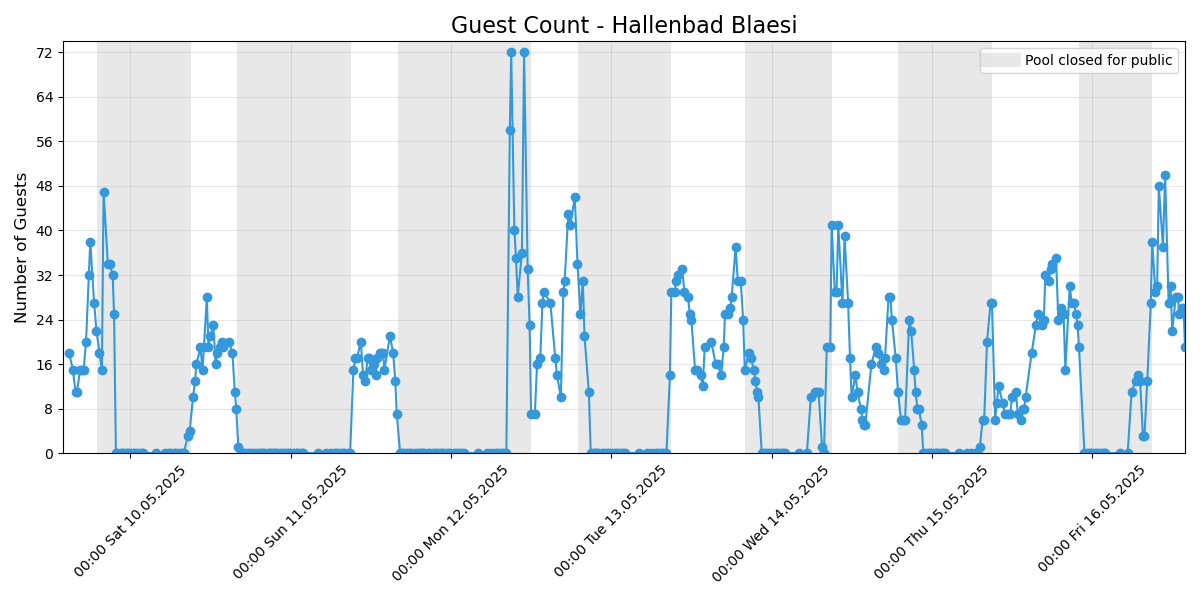 Guest Count - Hallenbad Blaesi
Pool closed for public
Number of Guests
72
64
56
48
40
32
24
16
8
0
00:00 Sat 10.05.2025
00:00 Sun 11.05.2025
00:00 Mon 12.05.2025
00:00 Tue 13.05.2025
00:00 Wed 14.05.2025
00:00 Thu 15.05.2025
00:00 Fri 16.05.2025